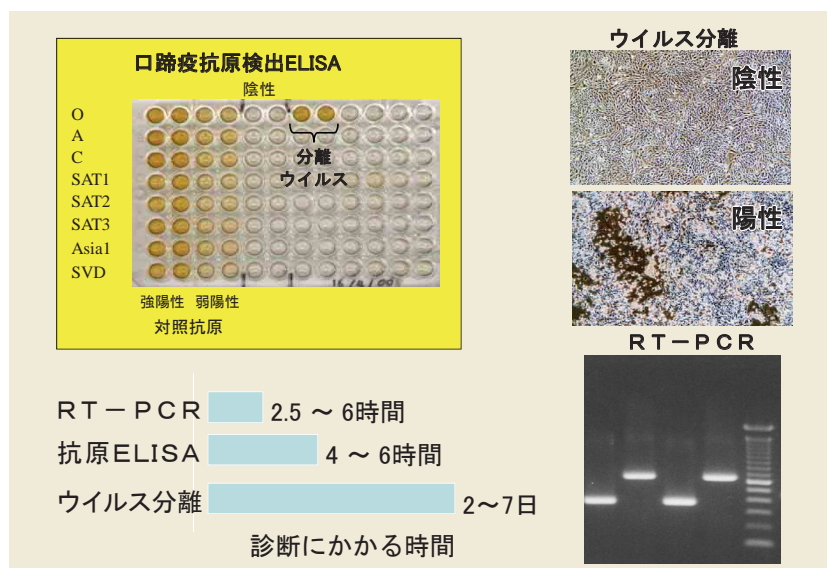 口蹄疫抗原検出ELISA
陰性
O
A
C
SAT1
SAT2
SAT3
Asia1
SVD
分離
ウイルス
強陽性 弱陽性
対照抗原
ウイルス分離
陰性
陽性
ＲＴ－ＰＣＲ
ＲＴ－ＰＣＲ 2.5 ～ 6時間
抗原ELISA 4 ～ 6時間
ウイルス分離 2～7日
診断にかかる時間